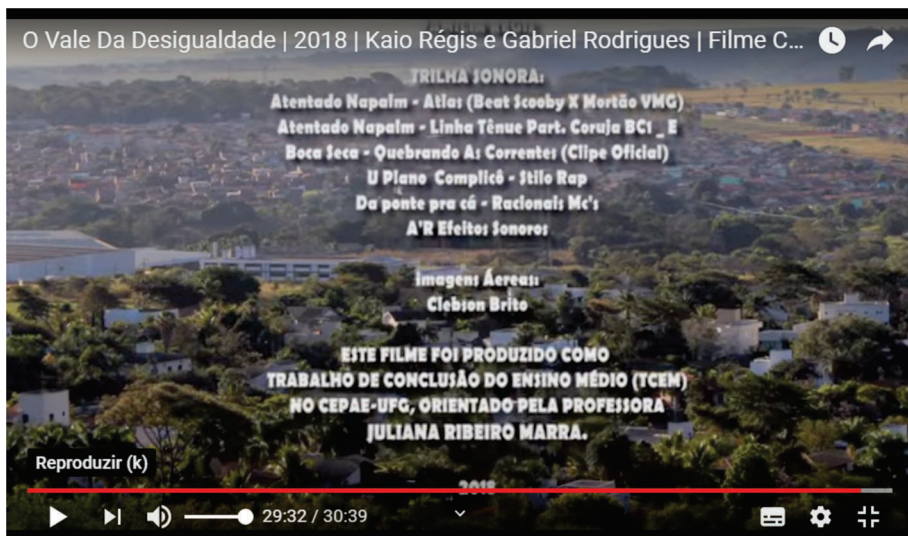 O Vale Da Desigualdade | 2018 | Kaio Régis e Gabriel Rodrigues | Filme C...
TRILHA SONORA:
Atentado Napalm - Atlas (Beat Scooby X Mortão VMG)
Atentado Napalm - Linha Tênue Part. Coruja BC1 _ E
Boca Seca - Quebrando As Correntes (Clipe Oficial)
U Plano Complicô - Stilo Rap
Da ponte pra cá - Racionais Mc's
A'R Efeitos Sonoros
Imagens Áereas:
Clebson Brito
ESTE FILME FOI PRODUZIDO COMO
TRABALHO DE CONCLUSÃO DO ENSINO MÉDIO (TCEM)
NO CEPAE-UFG, ORIENTADO PELA PROFESSORA
JULIANA RIBEIRO MARRA.
Reproduzir (k)
2018
29:32 / 30:39